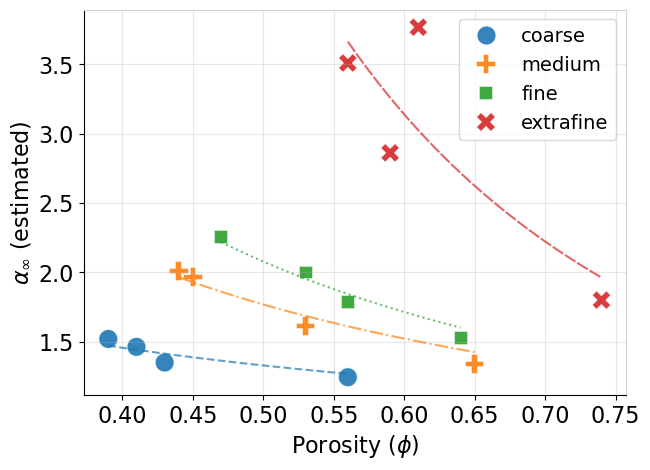 coarse
medium
fine
extrafine
3.5
3.0
2.5
2.0
1.5
α∞ (estimated)
0.40 0.45 0.50 0.55 0.60 0.65 0.70 0.75
Porosity (ϕ)